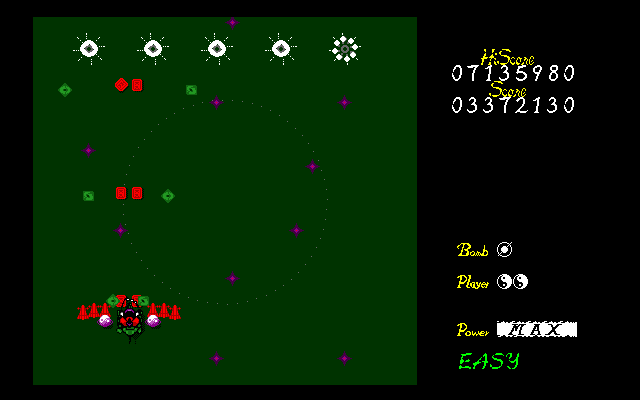 HiScore
07135980
Score
03372130
Bomb
Player
Power MAX
EASY